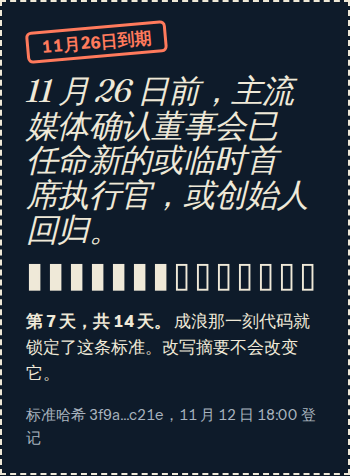 11月26日到期
11 月 26 日前，主流
媒体确认董事会已
任命新的或临时首
席执行官，或创始人
回归。
第 7 天，共 14 天。 成浪那一刻代码就
锁定了这条标准。改写摘要不会改变
它。
标准哈希 3f9a…c21e，11 月 12 日 18:00 登
记